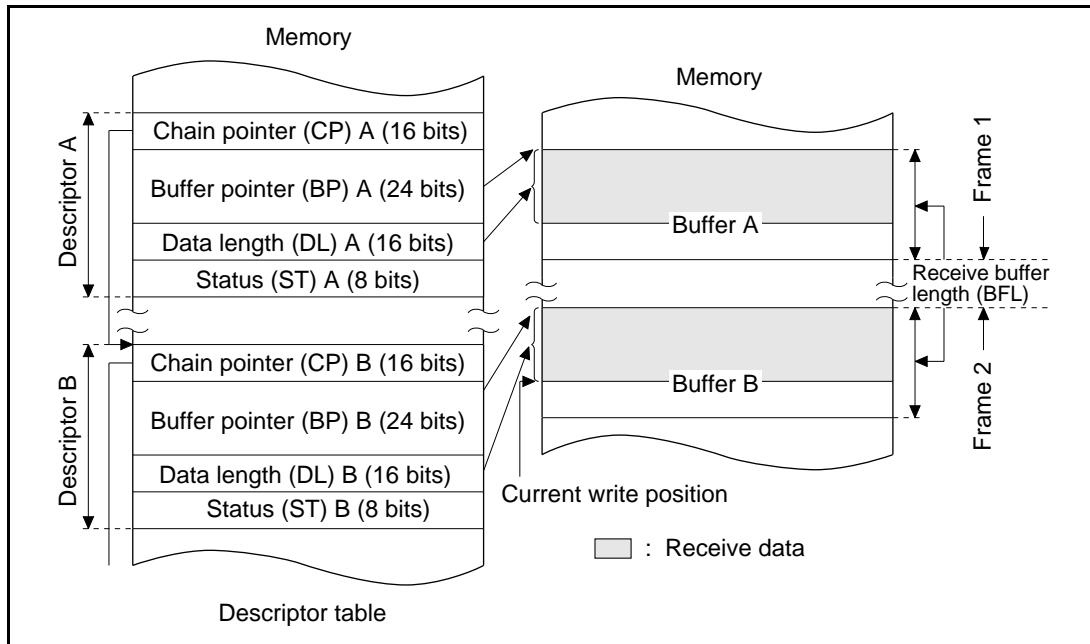 Memory
Memory
Descriptor A
Chain pointer (CP) A (16 bits)
Buffer pointer (BP) A (24 bits)
Data length (DL) A (16 bits)
Status (ST) A (8 bits)
Buffer A
Frame 1
Receive buffer
length (BFL)
Descriptor B
Chain pointer (CP) B (16 bits)
Buffer pointer (BP) B (24 bits)
Data length (DL) B (16 bits)
Status (ST) B (8 bits)
Buffer B
Frame 2
Current write position
: Receive data
Descriptor table